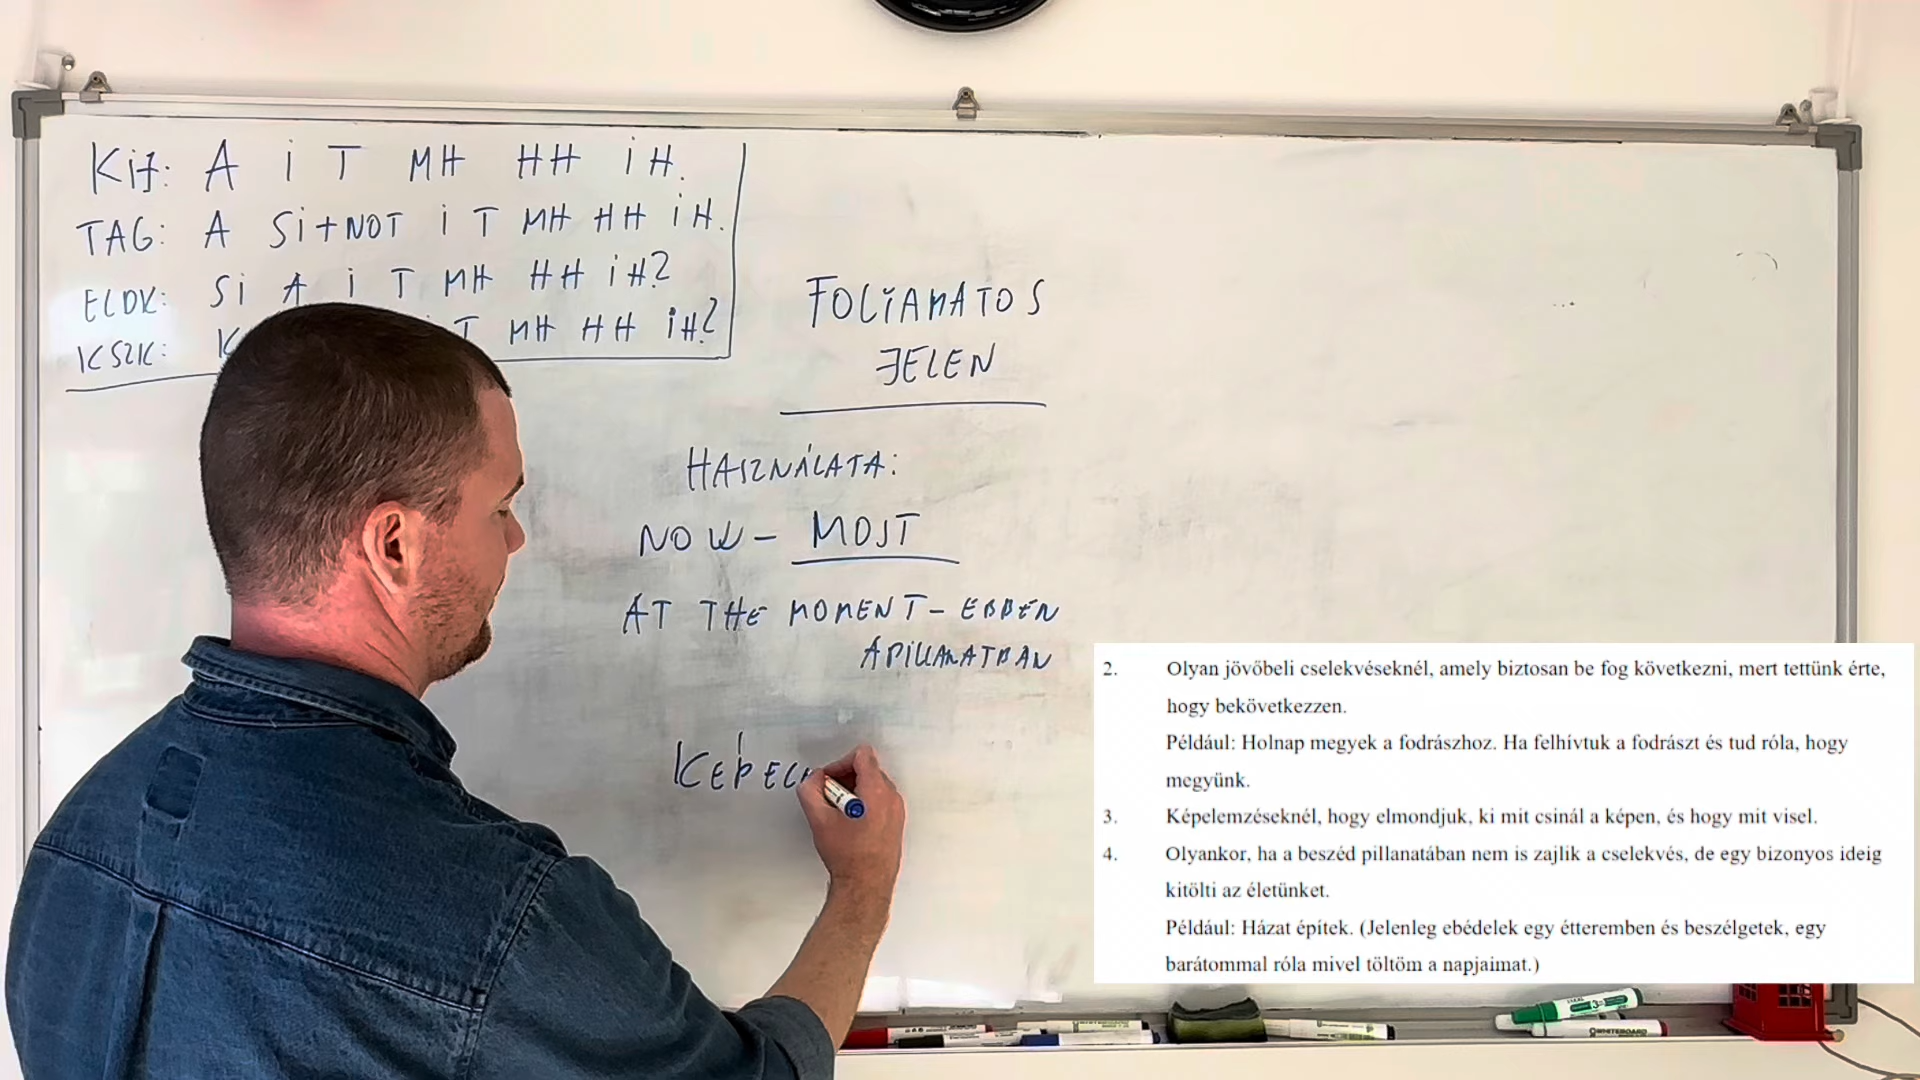 Kij: A i T MH HH iH.
TAG: A Si+NOT i T MH HH iH.
ELDK: Si A i T MH HH iH?
KSZK: K T MH HH iH?
FOLYAMATOS
JELEN
HASZNÁLATA:
NOW – MOST
AT THE MOMENT – EBBEN
A PILLANATBAN
2. Olyan jövőbeli cselekvéseknél, amely biztosan be fog következni, mert tettünk érte,
hogy bekövetkezzen.
Például: Holnap megyek a fodrászhoz. Ha felhívtuk a fodrászt és tud róla, hogy
megyünk.
3. Képelemzéseknél, hogy elmondjuk, ki mit csinál a képen, és hogy mit visel.
4. Olyankor, ha a beszéd pillanatában nem is zajlik a cselekvés, de egy bizonyos ideig
kitölti az életünket.
Például: Házat építek. (Jelenleg ebédelek egy étteremben és beszélgetek, egy
barátommal róla mivel töltöm a napjaimat.)